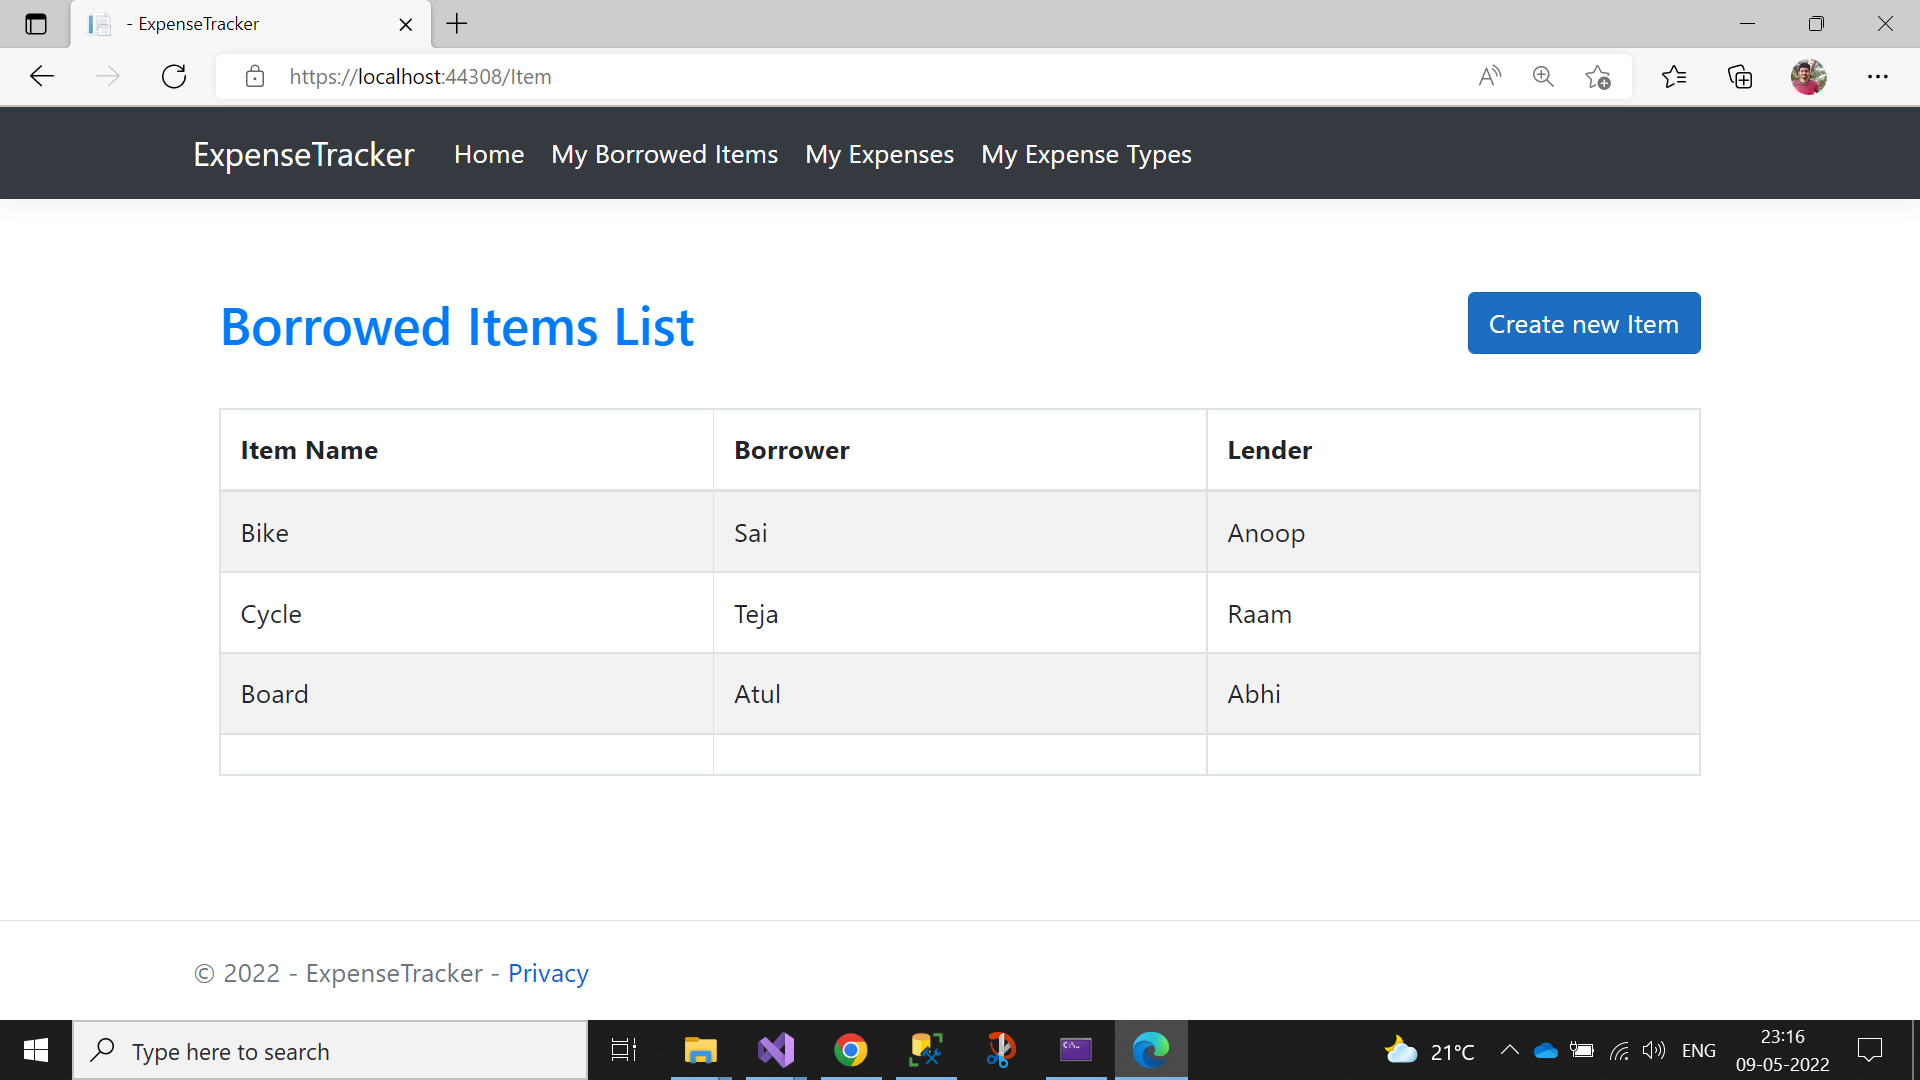 - ExpenseTracker
https://localhost:44308/Item
ExpenseTracker Home My Borrowed Items My Expenses My Expense Types
Borrowed Items List
Create new Item
Item Name Borrower Lender
Bike Sai Anoop
Cycle Teja Raam
Board Atul Abhi
© 2022 - ExpenseTracker - Privacy
Type here to search
21°C
ENG
23:16
09-05-2022